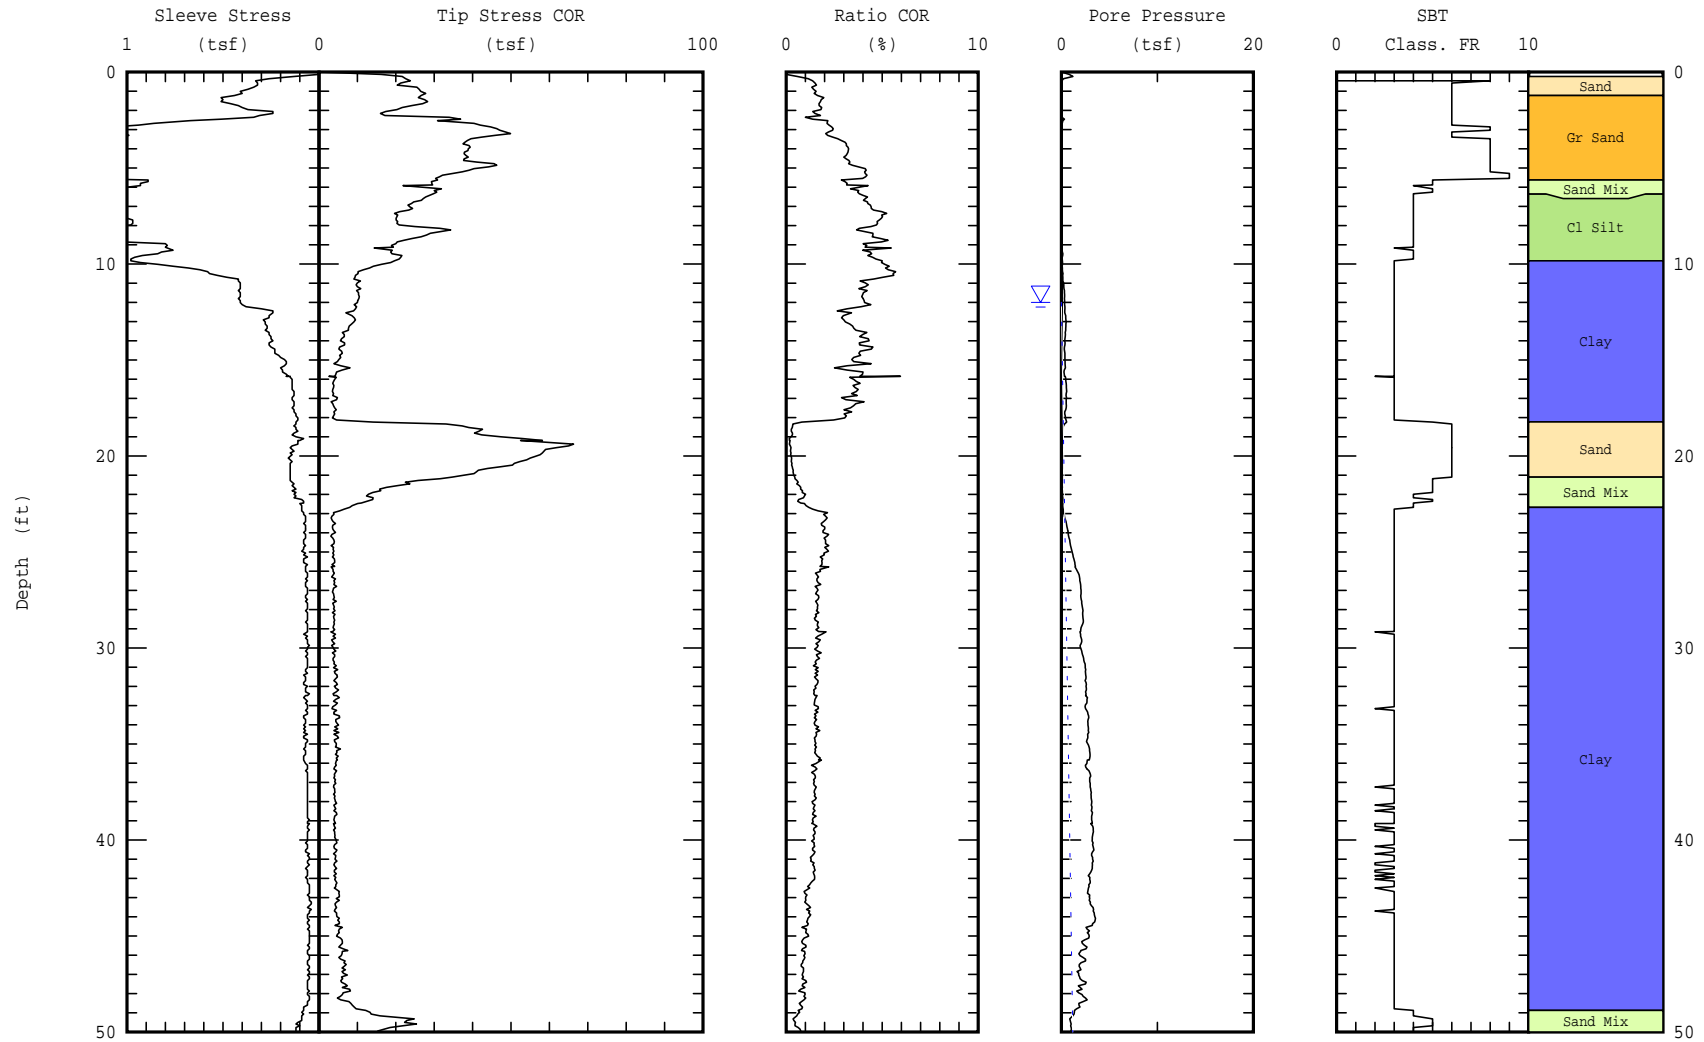 Sleeve Stress Tip Stress COR Ratio COR Pore Pressure SBT
1 (tsf) 0 (tsf) 100 0 (%) 10 0 (tsf) 20 0 Class. FR 10
0 0
Sand
Gr Sand
Sand Mix
Cl Silt
10 10
Clay
20 Sand 20
Sand Mix
Depth (ft)
30 30
Clay
40 40
Sand Mix
50 50